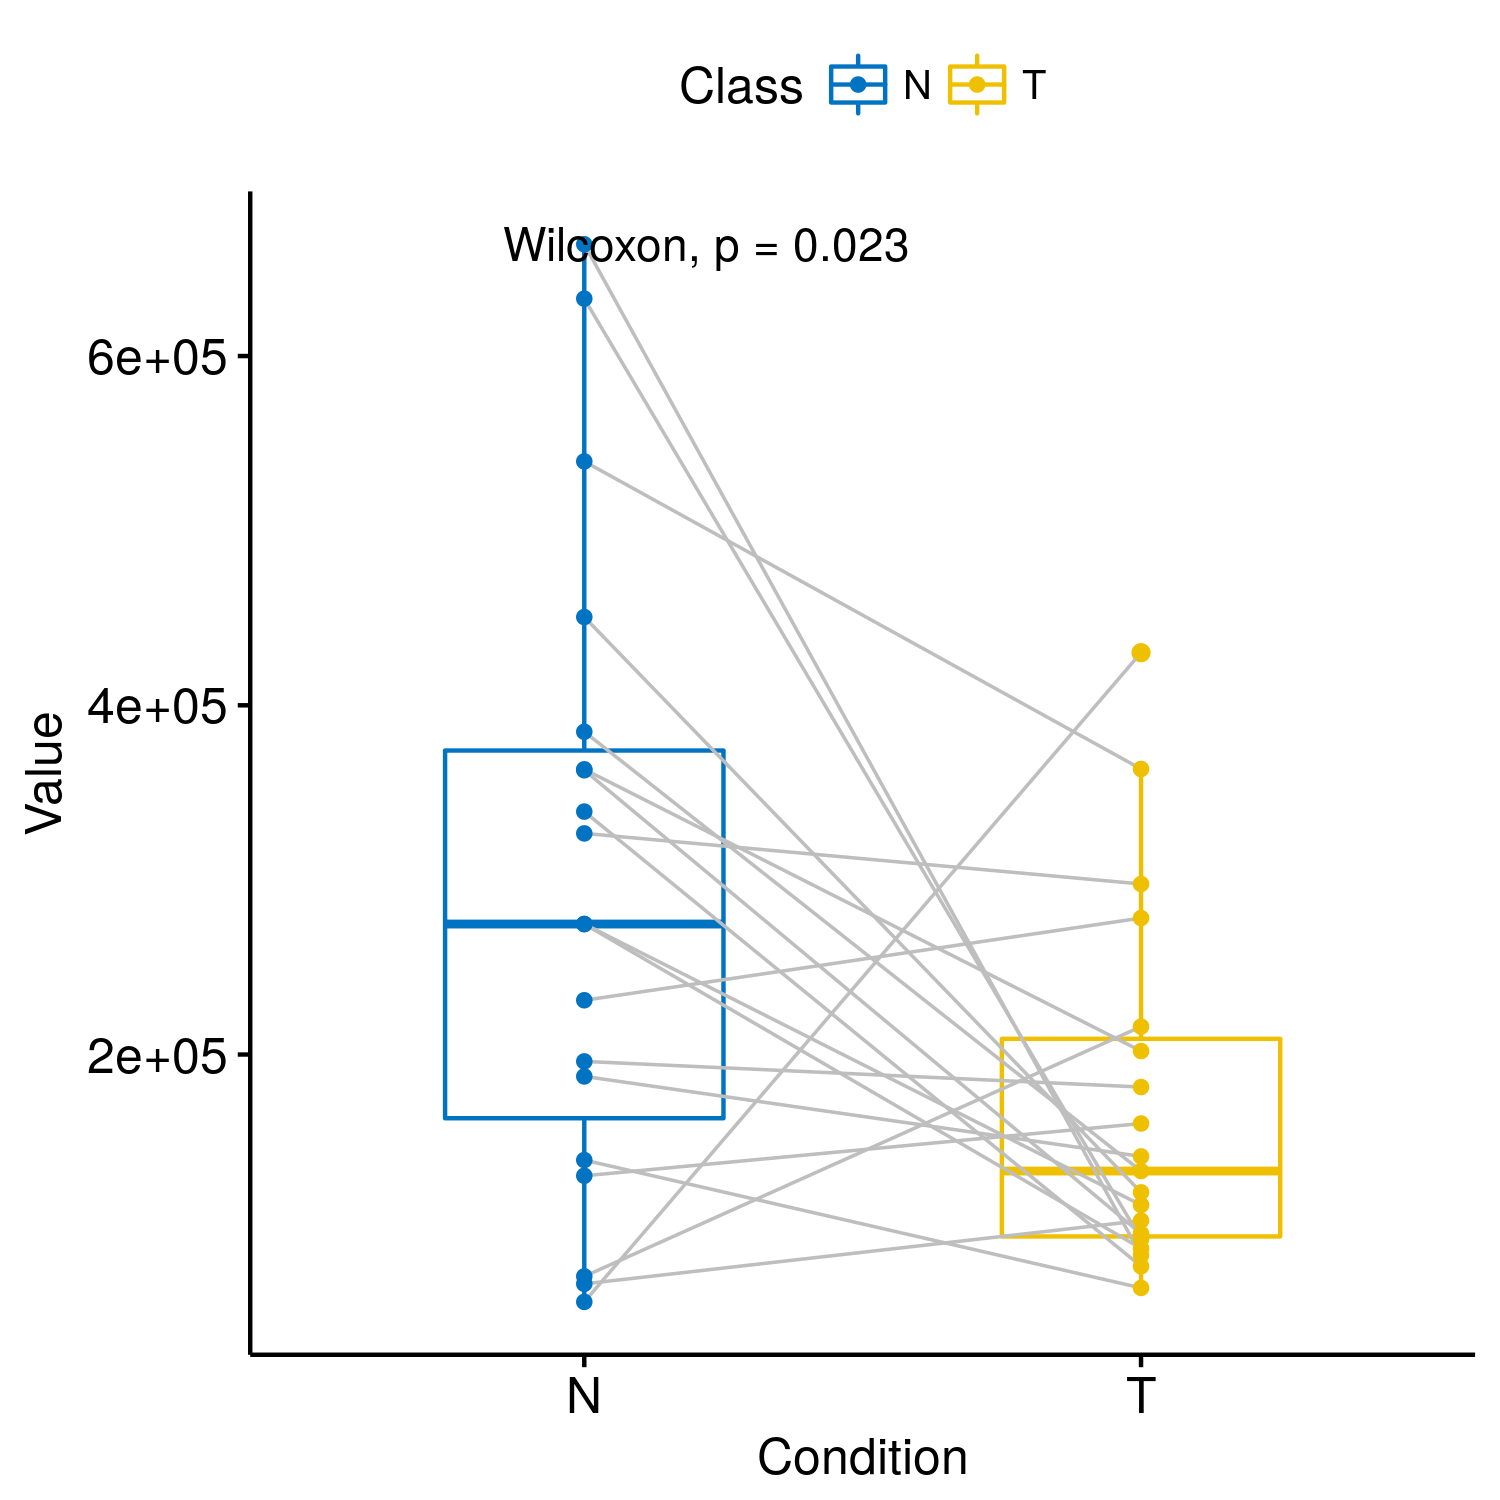 Class N T
Wilcoxon, p = 0.023
6e+05
4e+05
2e+05
Value
N T
Condition